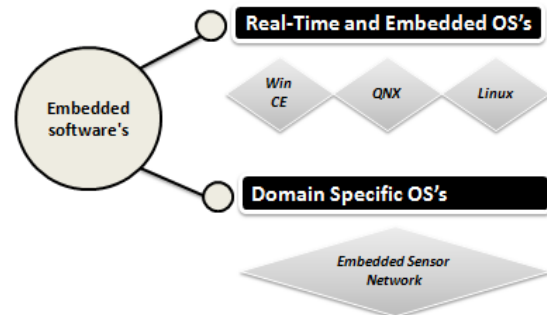 Real-Time and Embedded OS's
Embedded
software's
Win
CE
QNX
Linux
Domain Specific OS's
Embedded Sensor
Network